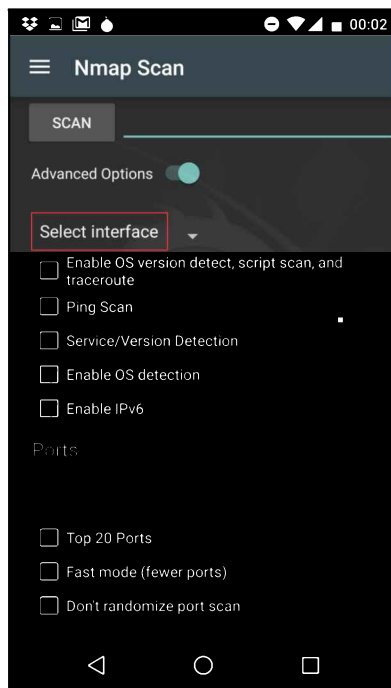 00:02
Nmap Scan
SCAN
Advanced Options
Select interface
Enable OS version detect, script scan, and
traceroute
Ping Scan
Service/Version Detection
Enable OS detection
Enable IPv6
Ports
Top 20 Ports
Fast mode (fewer ports)
Don't randomize port scan